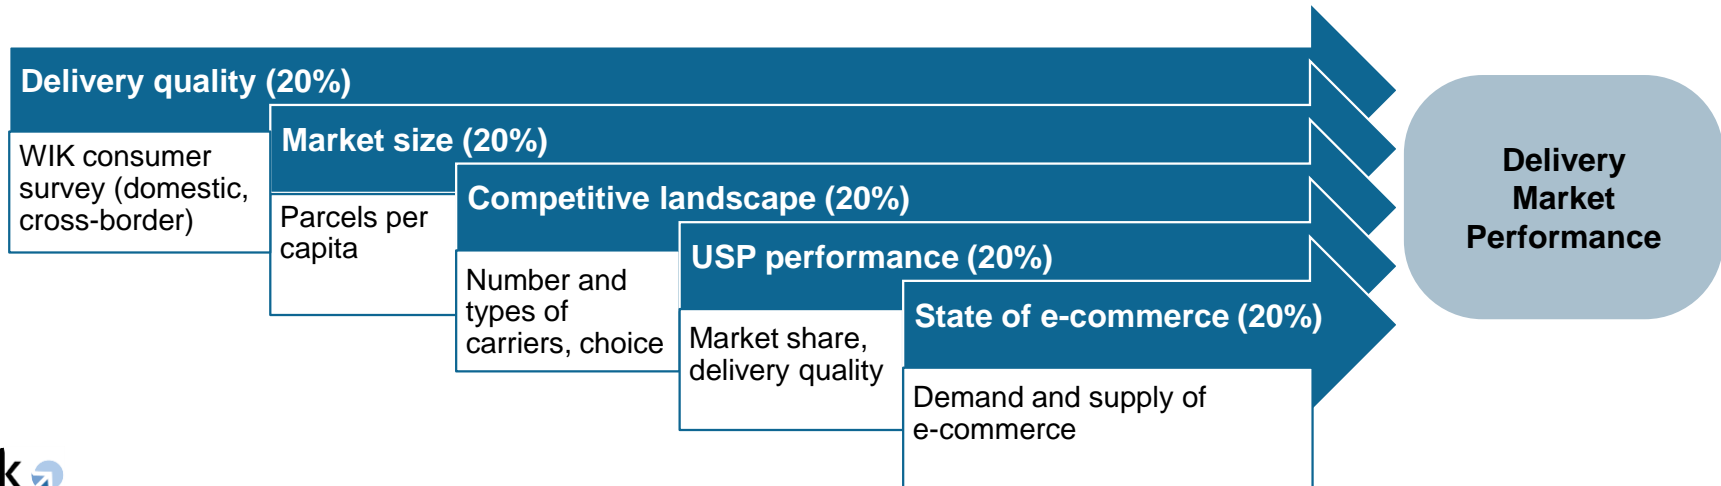 Delivery quality (20%)
WIK consumer
survey (domestic,
cross-border)
Market size (20%)
Parcels per
capita
Competitive landscape (20%)
Number and
types of
carriers, choice
USP performance (20%)
Market share,
delivery quality
State of e-commerce (20%)
Demand and supply of
e-commerce
Delivery
Market
Performance